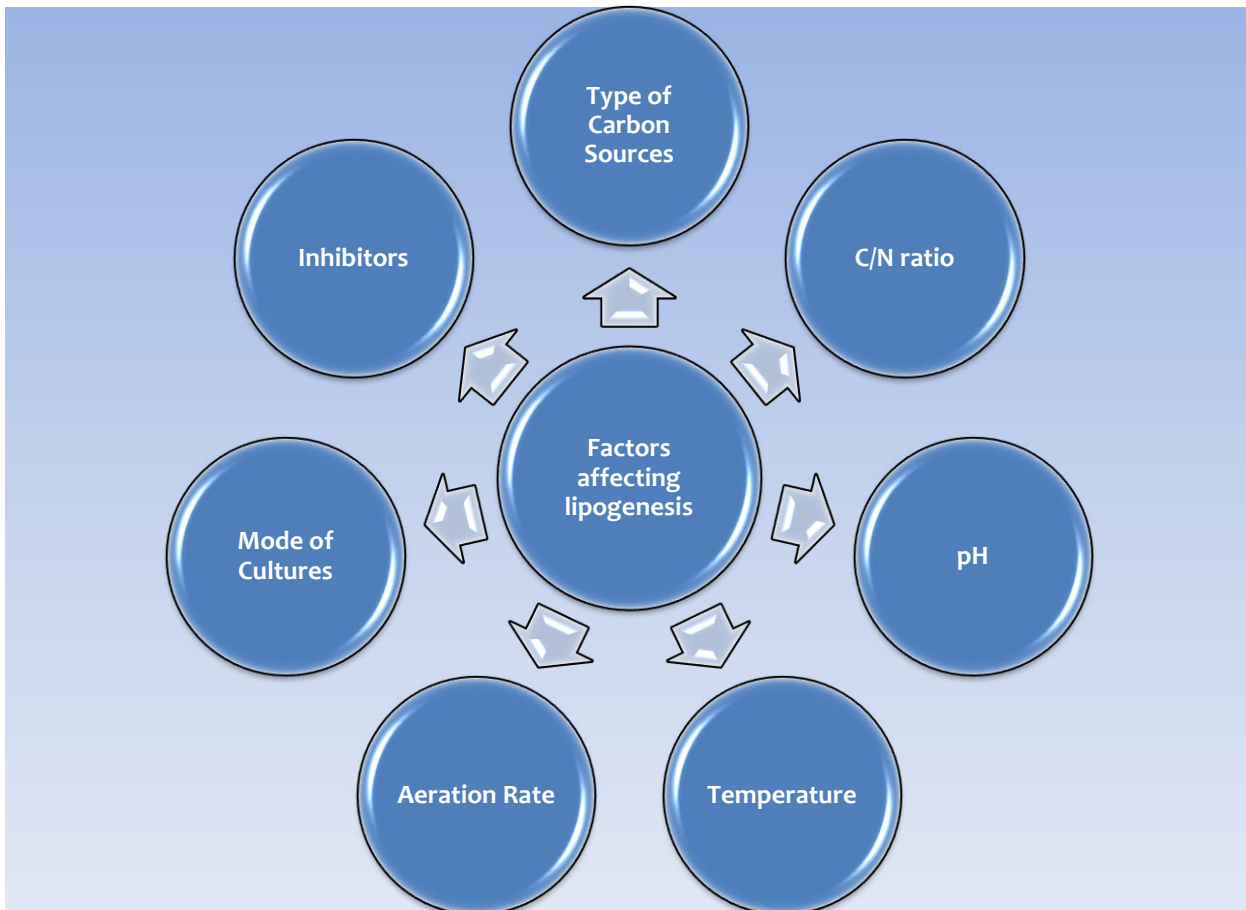 Type of
Carbon
Sources
C/N ratio
pH
Temperature
Aeration Rate
Mode of
Cultures
Inhibitors
Factors
affecting
lipogenesis